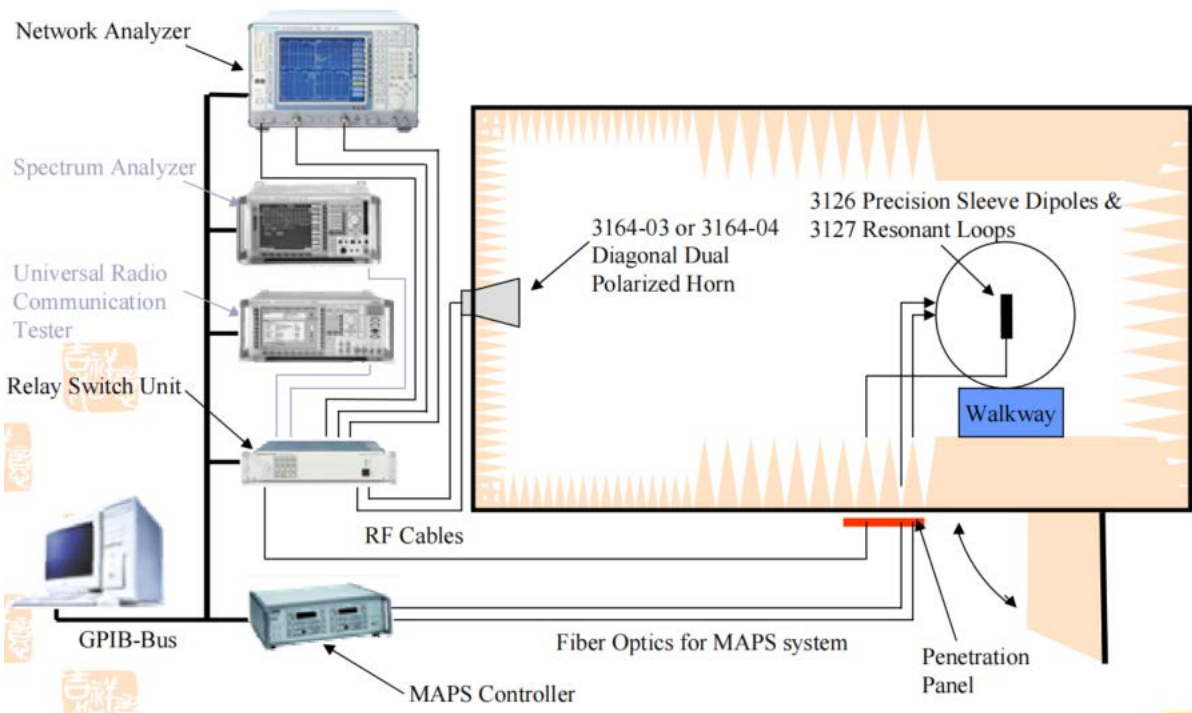 Network Analyzer
Spectrum Analyzer
Universal Radio
Communication
Tester
Relay Switch Unit
3164-03 or 3164-04
Diagonal Dual
Polarized Horn
3126 Precision Sleeve Dipoles &
3127 Resonant Loops
Walkway
RF Cables
GPIB-Bus
Fiber Optics for MAPS system
MAPS Controller
Penetration
Panel